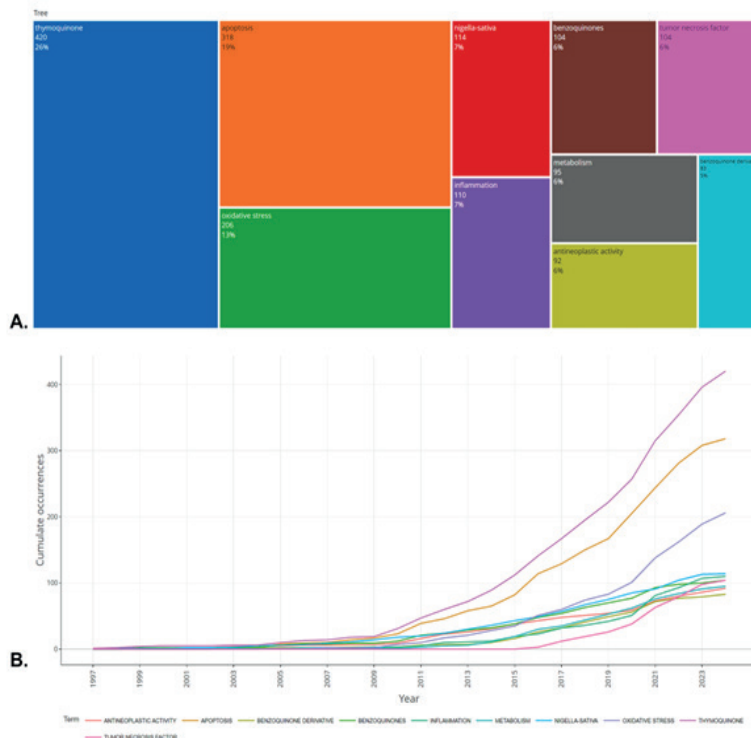 Tree
thymoquinone
420
26%
apoptosis
318
19%
nigella-sativa
114
7%
benzoquinones
104
6%
tumor necrosis factor
104
6%
oxidative stress
206
13%
inflammation
110
7%
metabolism
95
6%
benzoquinone
83
5%
antineoplastic activity
92
6%
A.
Cumulate occurrences
400
300
200
100
0
1997
1999
2001
2003
2005
2007
2009
2011
2013
2015
2017
2019
2021
2023
Year
B.
Term
ANTINEOPLASTIC ACTIVITY
APOPTOSIS
BENZOQUINONE DERIVATIVE
BENZOQUINONES
INFLAMMATION
METABOLISM
NIGELLA-SATIVA
OXIDATIVE STRESS
THYMOQUINONE
TUMOR NECROSIS FACTOR